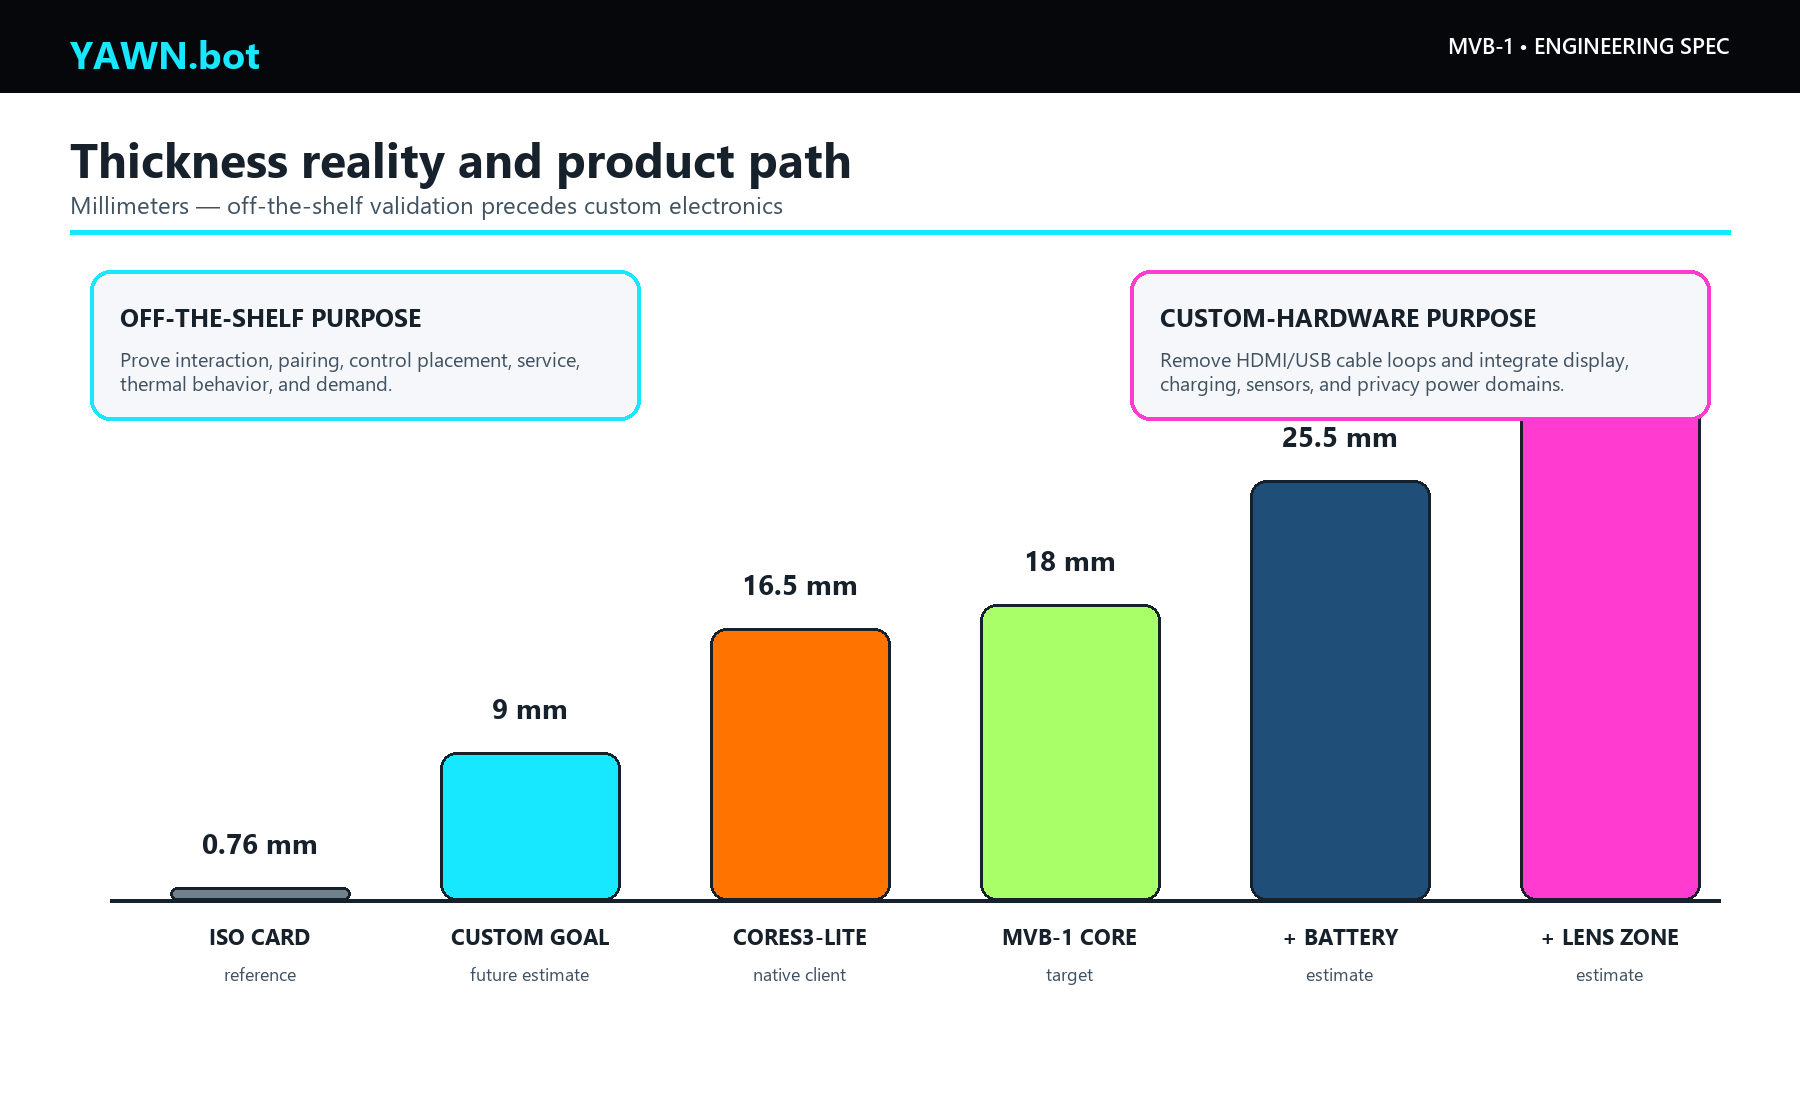 YAWN.bot
MVB-1 • ENGINEERING SPEC
Thickness reality and product path
Millimeters — off-the-shelf validation precedes custom electronics
OFF-THE-SHELF PURPOSE
Prove interaction, pairing, control placement, service,
thermal behavior, and demand.
CUSTOM-HARDWARE PURPOSE
Remove HDMI/USB cable loops and integrate display,
charging, sensors, and privacy power domains.
0.76 mm
9 mm
16.5 mm
18 mm
25.5 mm
ISO CARD
reference
CUSTOM GOAL
future estimate
CORES3-LITE
native client
MVB-1 CORE
target
+ BATTERY
estimate
+ LENS ZONE
estimate